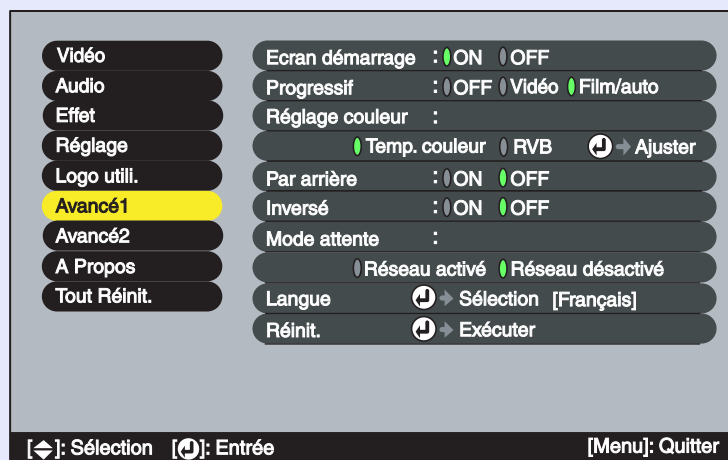 Vidéo
Audio
Effet
Réglage
Logo utili.
Avancé1
Avancé2
A Propos
Tout Réinit.
Ecran démarrage : ON OFF
Progressif : OFF Vidéo Film/auto
Réglage couleur :
Temp. couleur RVB Ajuster
Par arrière : ON OFF
Inversé : ON OFF
Mode attente :
Réseau activé Réseau désactivé
Langue Sélection [Français]
Réinit. Exécuter
[ ]: Sélection [ ]: Entrée [Menu]: Quitter